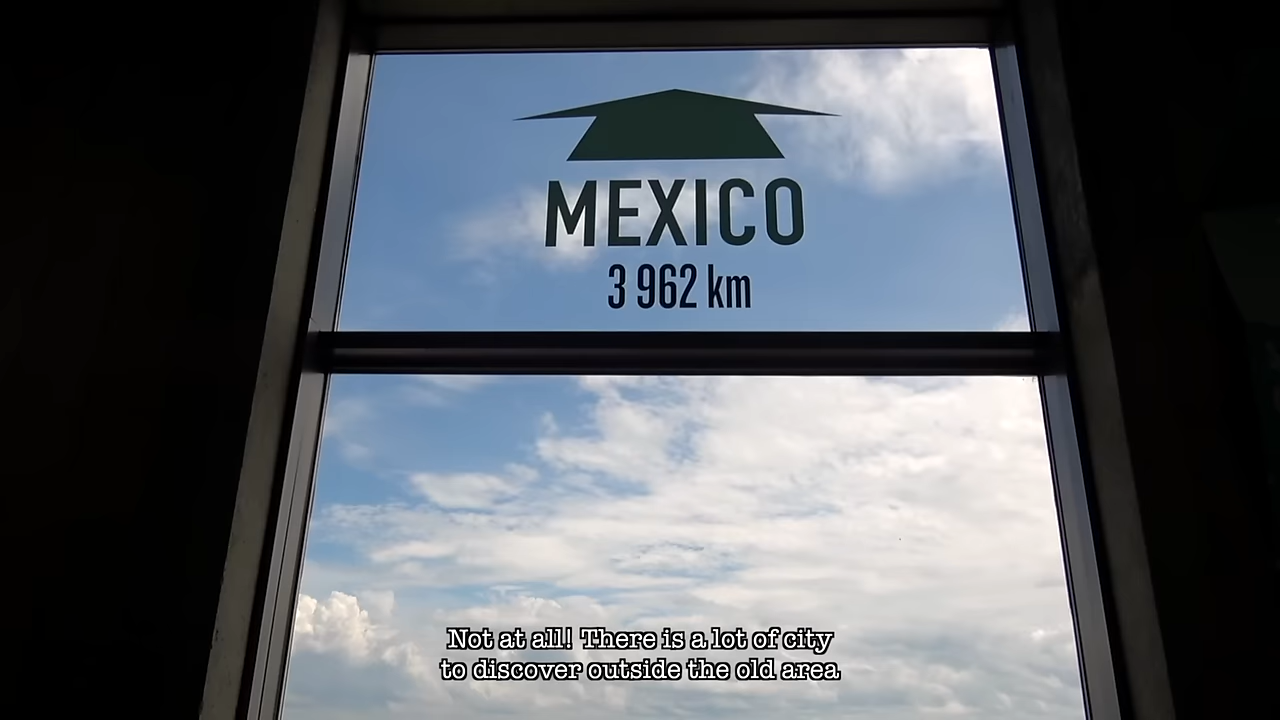 MEXICO
3 962 km
Not at all! There is a lot of city
to discover outside the old area